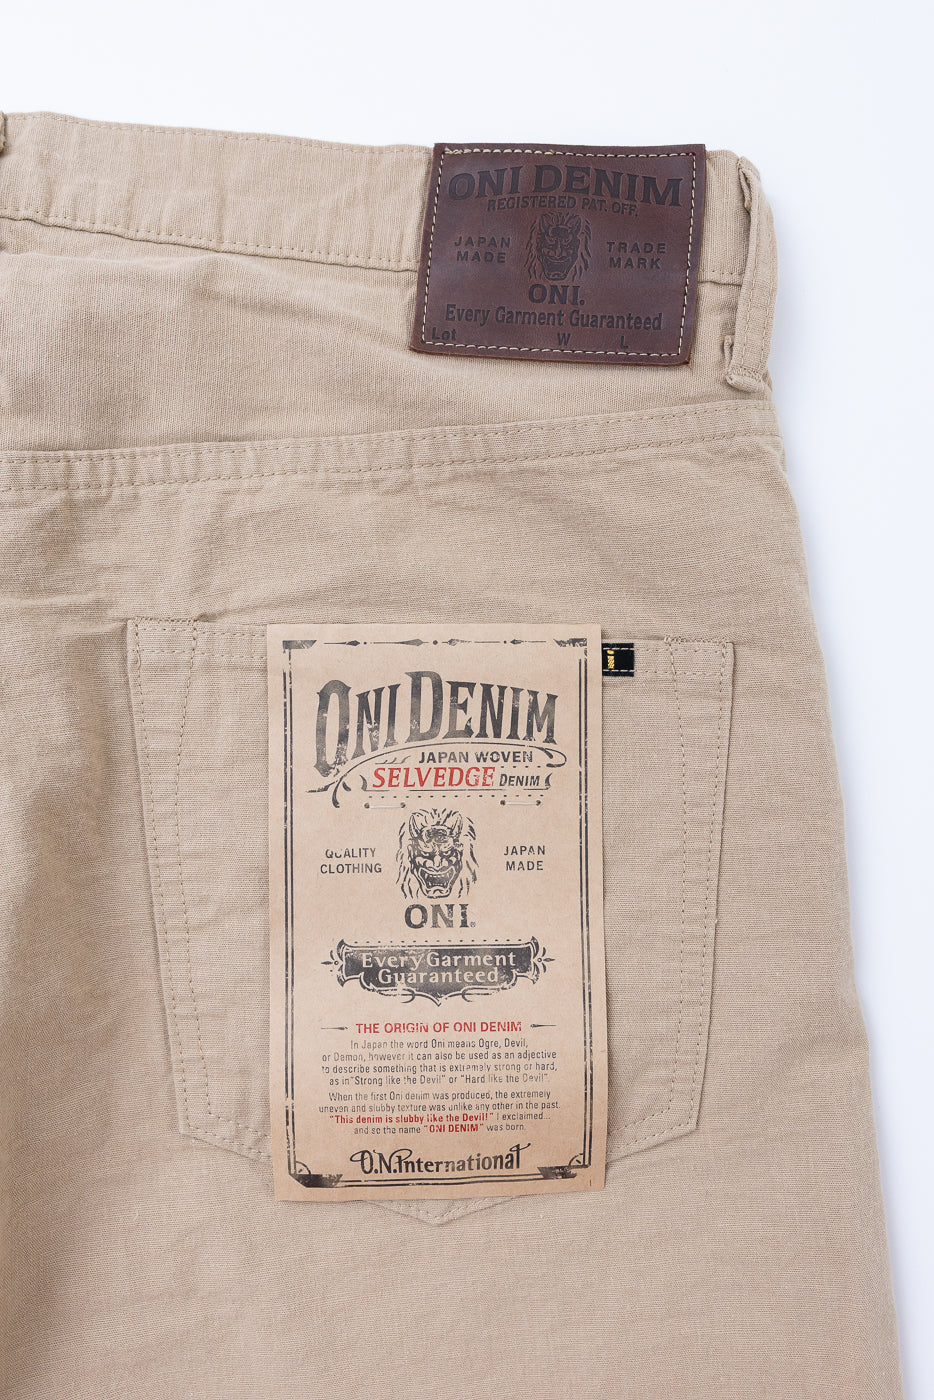 ONI DENIM
REGISTERED PAT. OFF.
JAPAN MADE
TRADE MARK
ONI.
Every Garment Guaranteed
Lot W L
i
ONI DENIM
JAPAN WOVEN
SELVEDGE DENIM
QUALITY CLOTHING
JAPAN MADE
ONI®
Every Garment
Guaranteed
THE ORIGIN OF ONI DENIM
In Japan the word Oni means Ogre, Devil,
or Demon, however it can also be used as an adjective
to describe something that is extremely strong or hard,
as in"Strong like the Devil" or "Hard like the Devil".
When the first Oni denim was produced, the extremely
uneven and slubby texture was unlike any other in the past.
"This denim is slubby like the Devil!" I exclaimed...
and so the name "ONI DENIM" was born.
O.N.International